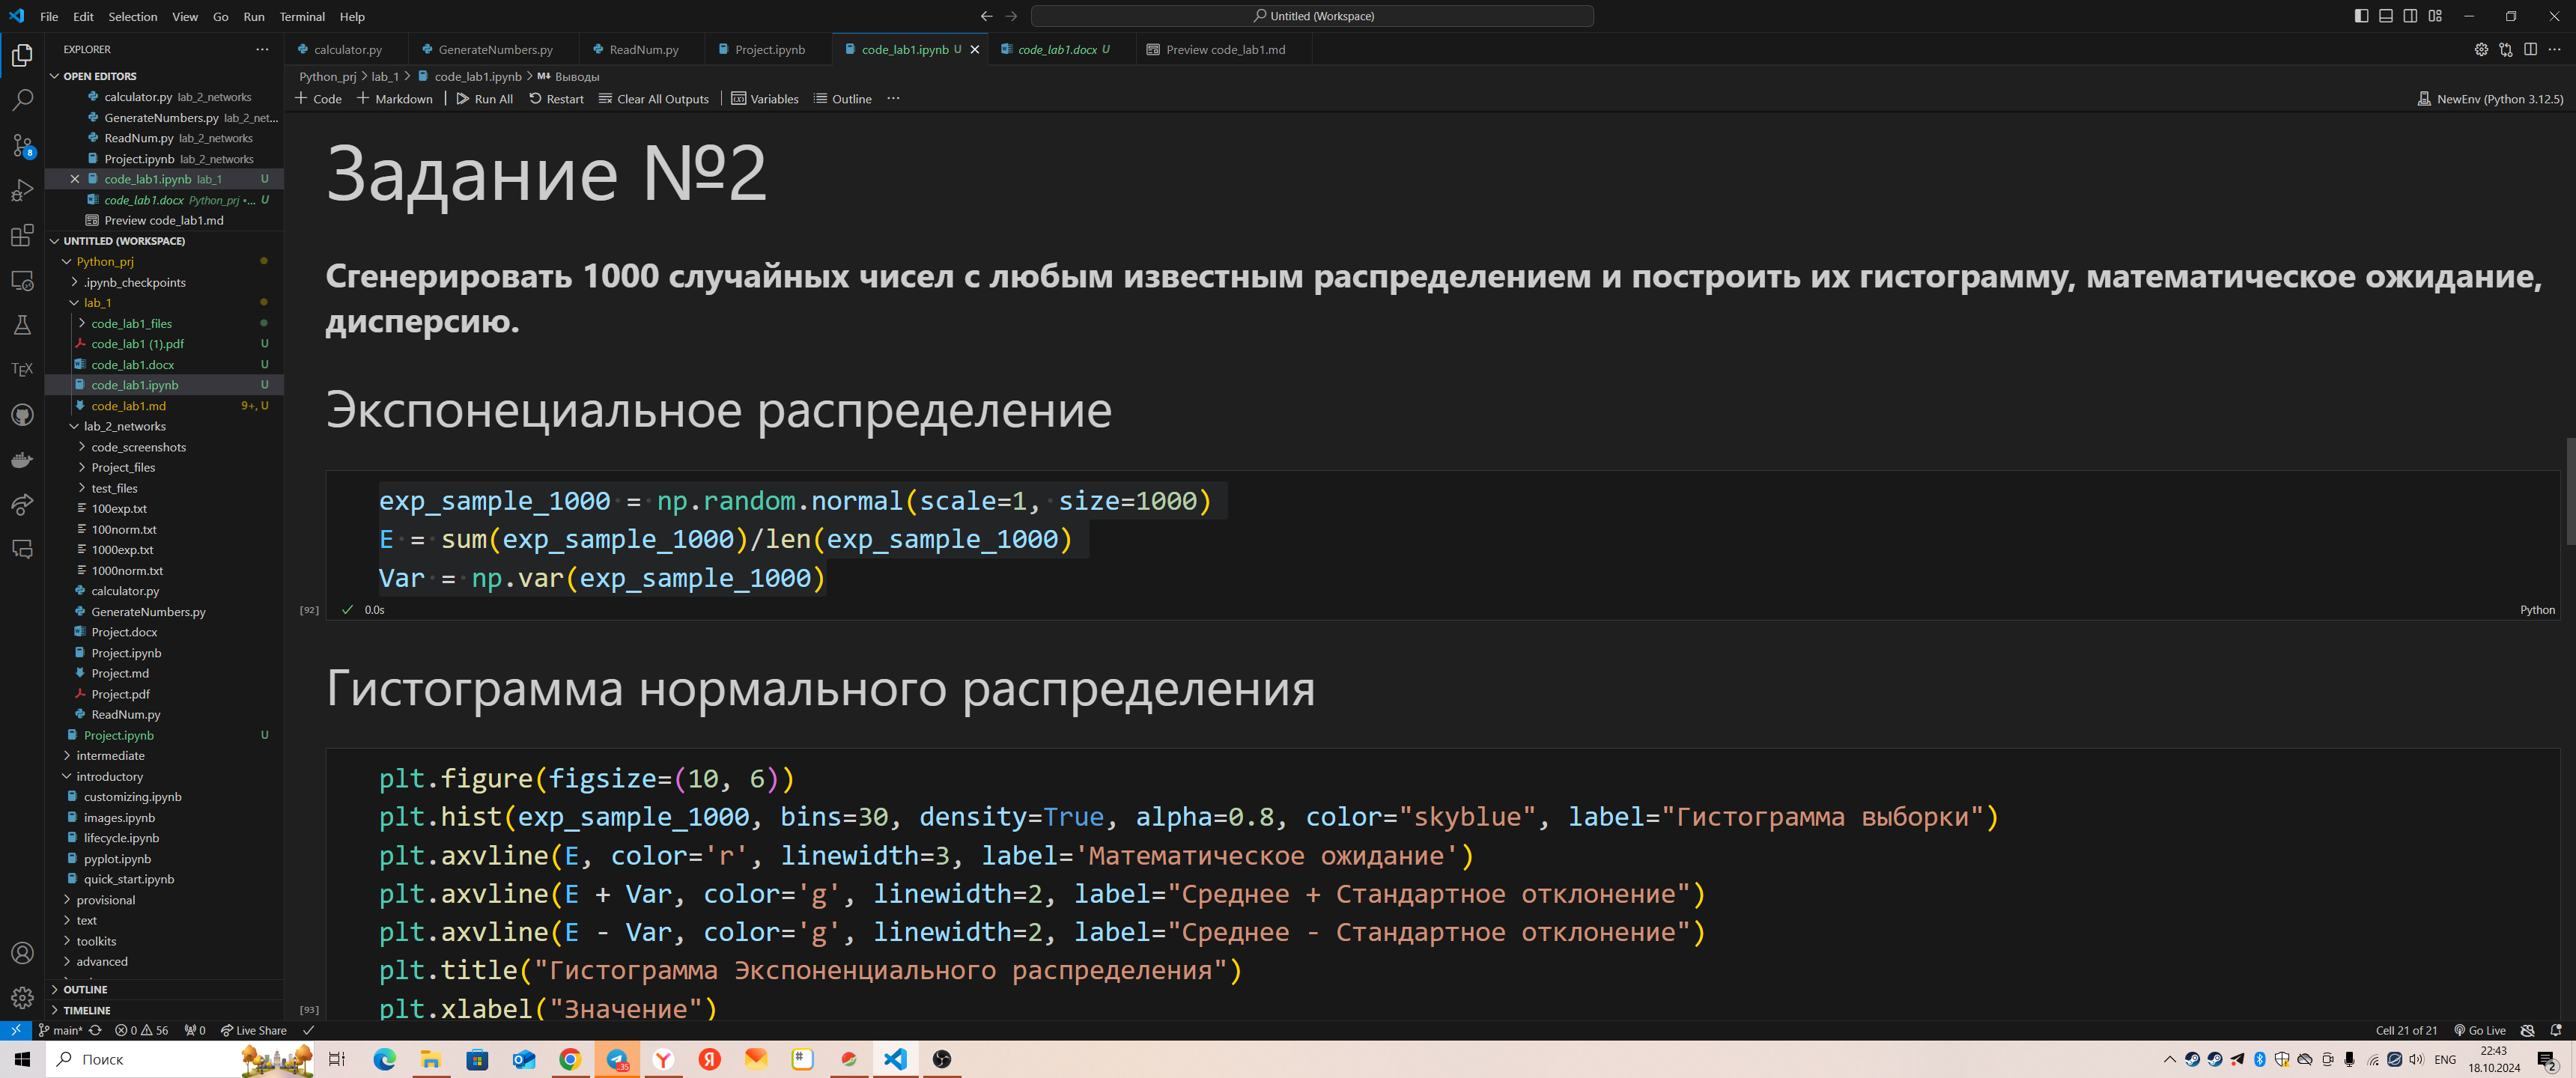 File Edit Selection View Go Run Terminal Help
Untitled (Workspace)
EXPLORER
OPEN EDITORS
calculator.py lab_2_networks
GenerateNumbers.py lab_2_net...
ReadNum.py lab_2_networks
Project.ipynb lab_2_networks
code_lab1.ipynb lab_1 U
code_lab1.docx Python_prj •... U
Preview code_lab1.md
UNTITLED (WORKSPACE)
Python_prj
.ipynb_checkpoints
lab_1
code_lab1_files
code_lab1 (1).pdf U
code_lab1.docx U
code_lab1.ipynb U
code_lab1.md 9+, U
lab_2_networks
code_screenshots
Project_files
test_files
100exp.txt
100norm.txt
1000exp.txt
1000norm.txt
calculator.py
GenerateNumbers.py
Project.docx
Project.ipynb
Project.md
Project.pdf
ReadNum.py
Project.ipynb U
intermediate
introductory
customizing.ipynb
images.ipynb
lifecycle.ipynb
pyplot.ipynb
quick_start.ipynb
provisional
text
toolkits
advanced
OUTLINE
TIMELINE
calculator.py GenerateNumbers.py ReadNum.py Project.ipynb code_lab1.ipynb U code_lab1.docx U Preview code_lab1.md
Python_prj > lab_1 > code_lab1.ipynb > M↓ Выводы
+ Code + Markdown Run All Restart Clear All Outputs Variables Outline ... NewEnv (Python 3.12.5)
Задание №2
Сгенерировать 1000 случайных чисел с любым известным распределением и построить их гистограмму, математическое ожидание,
дисперсию.
Экспонециальное распределение
exp_sample_1000 = np.random.normal(scale=1, size=1000)
E = sum(exp_sample_1000)/len(exp_sample_1000)
Var = np.var(exp_sample_1000)
[92] 0.0s Python
Гистограмма нормального распределения
plt.figure(figsize=(10, 6))
plt.hist(exp_sample_1000, bins=30, density=True, alpha=0.8, color="skyblue", label="Гистограмма выборки")
plt.axvline(E, color='r', linewidth=3, label='Математическое ожидание')
plt.axvline(E + Var, color='g', linewidth=2, label="Среднее + Стандартное отклонение")
plt.axvline(E - Var, color='g', linewidth=2, label="Среднее - Стандартное отклонение")
plt.title("Гистограмма Экспоненциального распределения")
plt.xlabel("Значение")
[93]
main* 0 56 0 Live Share Cell 21 of 21 Go Live
Поиск
ENG
22:43
18.10.2024